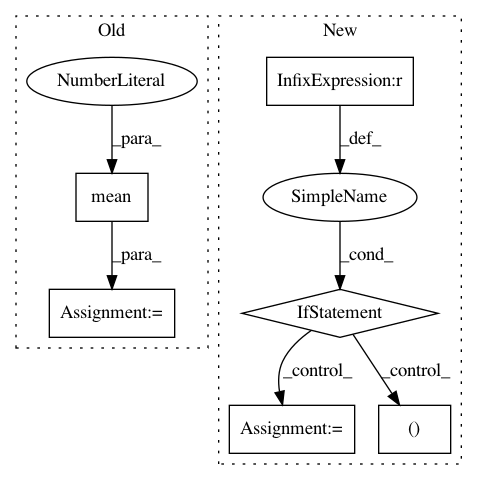 Old
New
NumberLiteral
InfixExpression:r
_para_
_def_
mean
SimpleName
_para_
_cond_
Assignment:=
IfStatement
_control_
_control_
Assignment:=
()